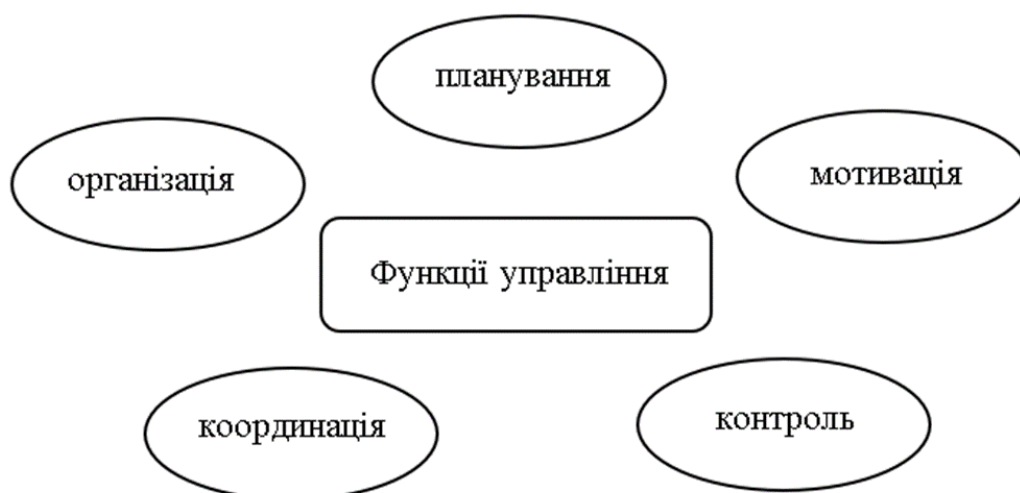 планування
організація
мотивація
Функції управління
координація
контроль